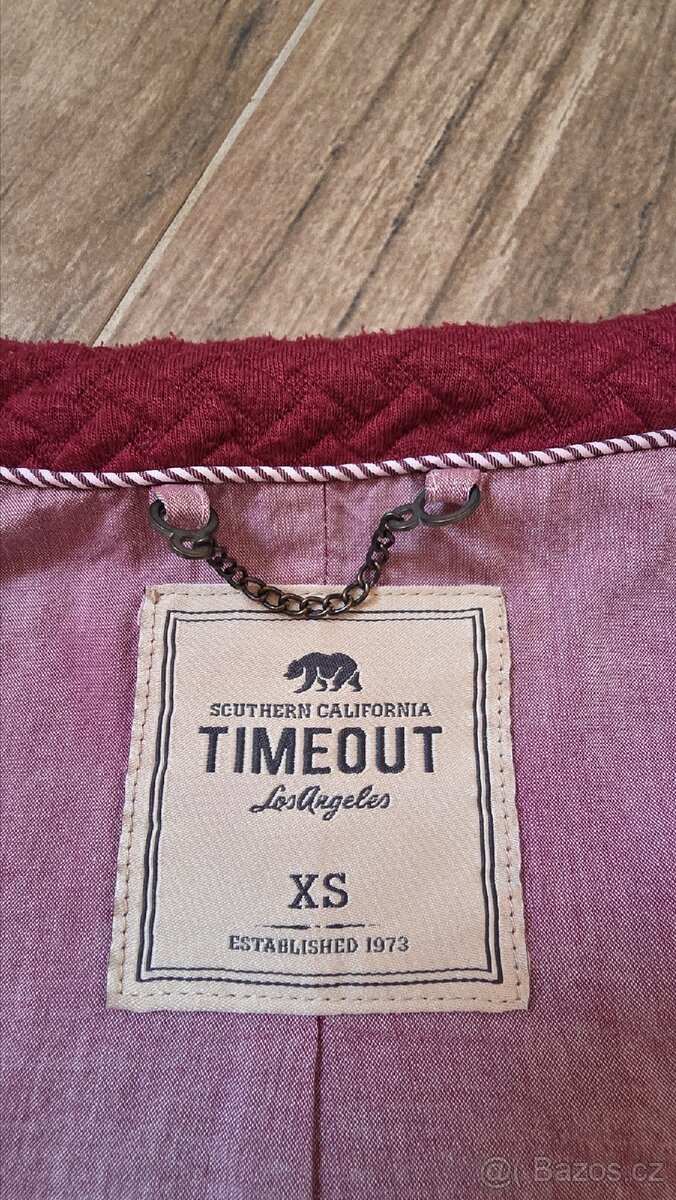 SOUTHERN CALIFORNIA
TIMEOUT
Los Angeles
XS
ESTABLISHED 1973
@( Bazos.cz